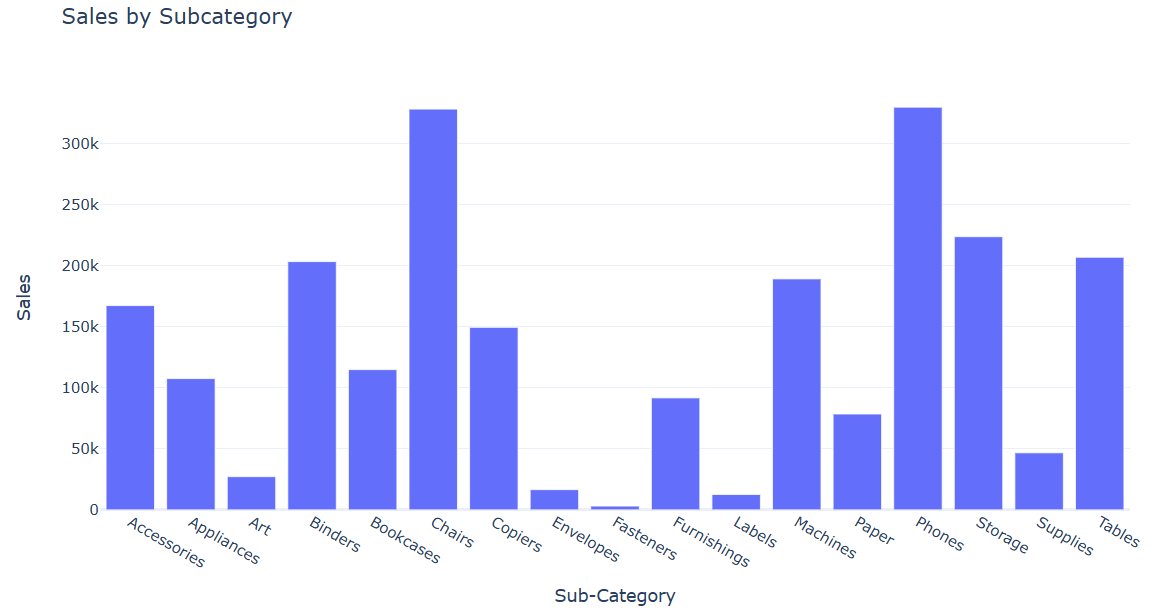 Sales by Subcategory
300k
250k
200k
150k
100k
50k
0
Sales
Accessories
Appliances
Art
Binders
Bookcases
Chairs
Copiers
Envelopes
Fasteners
Furnishings
Labels
Machines
Paper
Phones
Storage
Supplies
Tables
Sub-Category